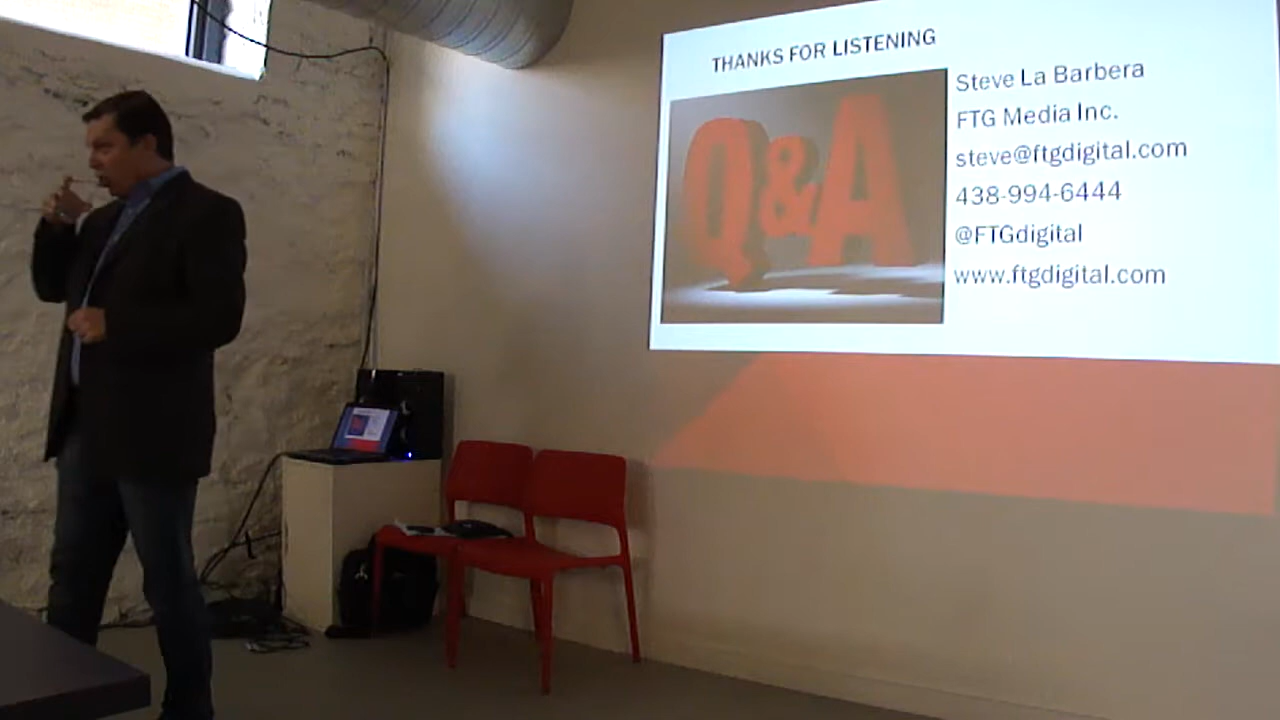 THANKS FOR LISTENING
Q&A
Steve La Barbera
FTG Media Inc.
steve@ftgdigital.com
438-994-6444
@FTGdigital
www.ftgdigital.com